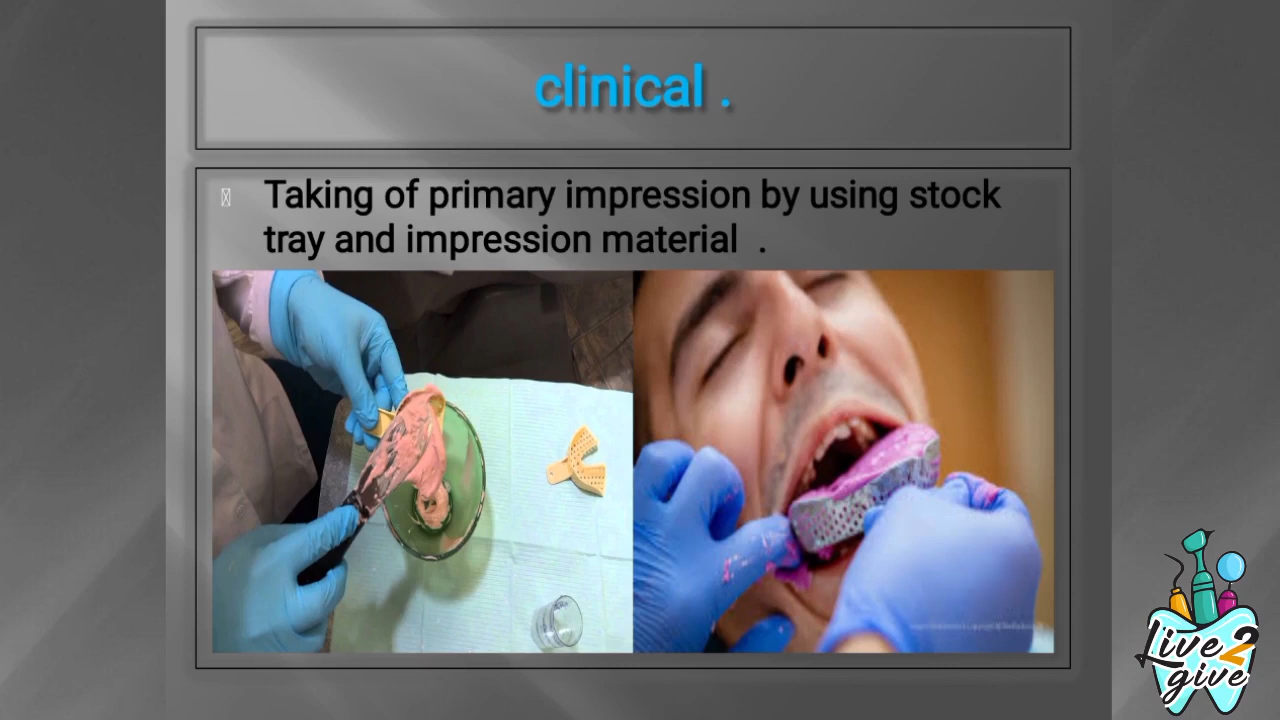 clinical .
Taking of primary impression by using stock
tray and impression material .
Live 2
give